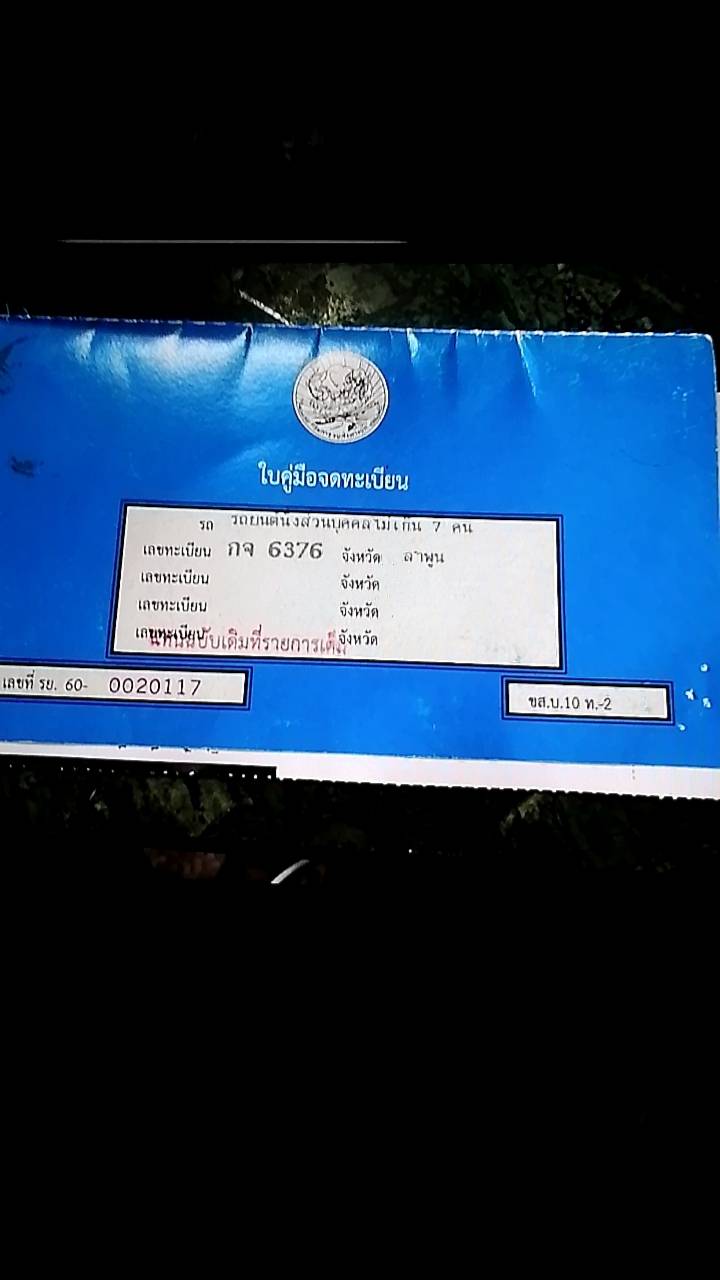 ใบคู่มือจดทะเบียน
รถ รถยนต์นั่งส่วนบุคคลไม่เกิน 7 คน
เลขทะเบียน กจ 6376 จังหวัด ลำพูน
เลขทะเบียน จังหวัด
เลขทะเบียน จังหวัด
เลขทะเบียน จังหวัด
แทนฉบับเดิมที่รายการเต็ม
เลขที่ รย. 60- 0020117
ขส.บ.10 ท.-2